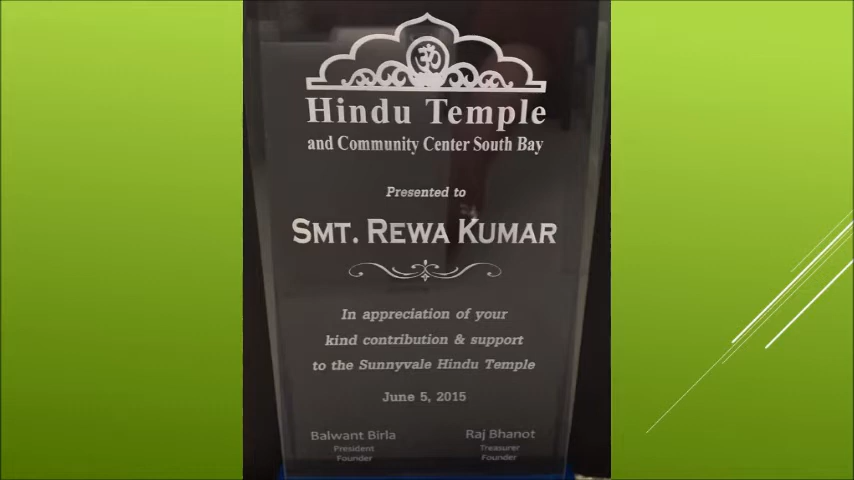 ॐ
Hindu Temple
and Community Center South Bay
Presented to
SMT. REWA KUMAR
In appreciation of your
kind contribution & support
to the Sunnyvale Hindu Temple
June 5, 2015
Balwant Birla Raj Bhanot
President Treasurer
Founder Founder